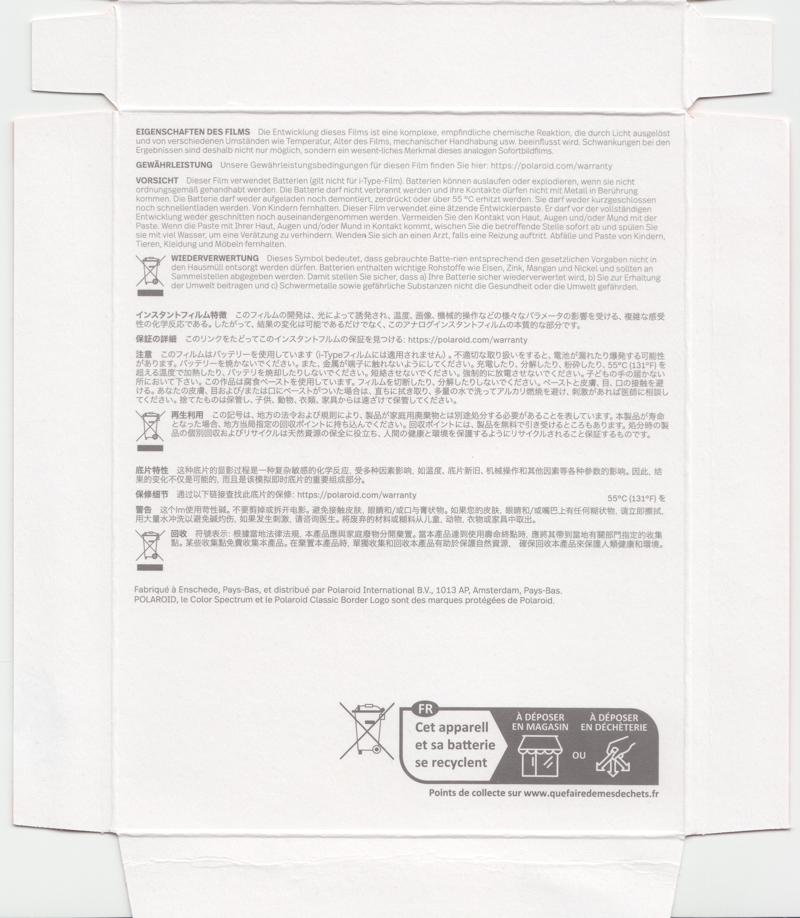 EIGENSCHAFTEN DES FILMS Die Entwicklung dieses Films ist eine komplexe, empfindliche chemische Reaktion, die durch Licht ausgelöst
und von verschiedenen Umständen wie Temperatur, Alter des Films, mechanischer Handhabung usw. beeinflusst wird. Schwankungen bei den
Ergebnissen sind deshalb nicht nur möglich, sondern ein wesent-liches Merkmal dieses analogen Sofortbildfilms.
GEWÄHRLEISTUNG Unsere Gewährleistungsbedingungen für diesen Film finden Sie hier: https://polaroid.com/warranty
VORSICHT Dieser Film verwendet Batterien (gilt nicht für i-Type-Film). Batterien können auslaufen oder explodieren, wenn sie nicht
ordnungsgemäß gehandhabt werden. Die Batterie darf nicht verbrannt werden und ihre Kontakte dürfen nicht mit Metall in Berührung
kommen. Die Batterie darf weder aufgeladen noch demontiert, zerdrückt oder über 55 °C erhitzt werden. Sie darf weder kurzgeschlossen
noch schnellentladen werden. Von Kindern fernhalten. Dieser Film verwendet eine ätzende Entwicklerpaste. Er darf vor der vollständigen
Entwicklung weder geschnitten noch auseinandergenommen werden. Vermeiden Sie den Kontakt von Haut, Augen und/oder Mund mit der
Paste. Wenn die Paste mit Ihrer Haut, Augen und/oder Mund in Kontakt kommt, wischen Sie die betreffende Stelle sofort ab und spülen Sie
sie mit viel Wasser, um eine Verätzung zu verhindern. Wenden Sie sich an einen Arzt, falls eine Reizung auftritt. Abfälle und Paste von Kindern,
Tieren, Kleidung und Möbeln fernhalten.
WIEDERVERWERTUNG Dieses Symbol bedeutet, dass gebrauchte Batte-rien entsprechend den gesetzlichen Vorgaben nicht in
den Hausmüll entsorgt werden dürfen. Batterien enthalten wichtige Rohstoffe wie Eisen, Zink, Mangan und Nickel und sollten an
Sammelstellen abgegeben werden. Damit stellen Sie sicher, dass a) Ihre Batterie sicher wiederverwertet wird, b) Sie zur Erhaltung
der Umwelt beitragen und c) Schwermetalle sowie gefährliche Substanzen nicht die Gesundheit oder die Umwelt gefährden.
インスタントフィルム特徴 このフィルムの開発は、光によって誘発され、温度、画像、機械的操作などの様々なパラメータの影響を受ける、複雑な感受
性の化学反応である。したがって、結果の変化は可能であるだけでなく、このアナログインスタントフィルムの本質的な部分です。
保証の詳細 このリンクをたどってこのインスタントフルムの保証を見つける: https://polaroid.com/warranty
注意 このフィルムはバッテリーを使用しています（i-Typeフィルムには適用されません）。不適切な取り扱いをすると、電池が漏れたり爆発する可能性
があります。バッテリーを焼かないでください。また、金属が端子に触れないようにしてください。充電したり、分解したり、粉砕したり、55°C (131°F) を
超える温度で加熱したり、バッテリを焼却したりしないでください。短絡させないでください。強制的に放電させないでください。子どもの手の届かない
所において下さい。この作品は腐食ペーストを使用しています。フィルムを切断したり、分解したりしないでください。ペーストと皮膚、目、口の接触を避
ける。あなたの皮膚、目および/または口にペーストがついた場合は、直ちに拭き取り、多量の水で洗ってアルカリ燃焼を避け、刺激があれば医師に相談し
てください。捨てたものは保管し、子供、動物、衣類、家具からは遠ざけて保管してください。
再生利用 この記号は、地方の法令および規則により、製品が家庭用廃棄物とは別途処分する必要があることを表しています。本製品が寿命
となった場合、地方当局指定の回収ポイントに持ち込んでください。回収ポイントには、製品を無料で引き受けるところもあります。処分時の製
品の個別回収およびリサイクルは天然資源の保全に役立ち、人間の健康と環境を保護するようにリサイクルされること保証するものです。
底片特性 这种底片的显影过程是一种复杂敏感的化学反应, 受多种因素影响, 如温度、底片新旧、机械操作和其他因素等各种参数的影响。因此, 结
果的变化不仅是可能的, 而且是该模拟即时底片的重要组成部分。
保修细节 通过以下链接查找此底片的保修: https://polaroid.com/warranty
55°C (131°F) を
警告 这个lm使用苛性碱。不要剪掉或拆开电影。避免接触皮肤, 眼睛和/或口与膏状物。如果您的皮肤, 眼睛和/或嘴巴上有任何糊状物, 请立即擦拭,
用大量水冲洗以避免碱灼伤, 如果发生刺激, 请咨询医生。将废弃的材料或糊料从儿童, 动物, 衣物或家具中取出。
回收 符號表示: 根據當地法律法規, 本產品應與家庭廢物分開棄置。當本產品達到使用壽命終點時, 應將其帶到當地有關部門指定的收集
點。某些收集點免費收集本產品。在棄置本產品時, 單獨收集和回收本產品有助於保護自然資源, 確保回收本產品來保護人類健康和環境。
Fabriqué à Enschede, Pays-Bas, et distribué par Polaroid International B.V., 1013 AP, Amsterdam, Pays-Bas.
POLAROID, le Color Spectrum et le Polaroid Classic Border Logo sont des marques protégées de Polaroid.
FR
Cet appareil
et sa batterie
se recyclent
À DÉPOSER
EN MAGASIN
OU
À DÉPOSER
EN DÉCHÈTERIE
Points de collecte sur www.quefairedemesdechets.fr